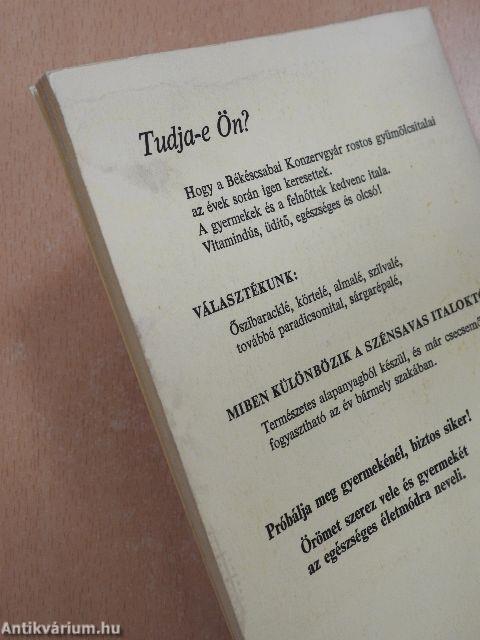 Tudja-e Ön?
Hogy a Békéscsabai Konzervgyár rostos gyümölcsitalai
az évek során igen keresettek.
A gyermekek és a felnőttek kedvenc itala.
Vitamindús, üdítő, egészséges és olcsó!
VÁLASZTÉKUNK:
Őszibaracklé, körtelé, almalé, szilvalé,
továbbá paradicsomital, sárgarépalé,
MIBEN KÜLÖNBÖZIK A SZÉNSAVAS ITALOKTÓ
Természetes alapanyagból készül, és már csecsemő
fogyasztható az év bármely szakában.
Próbálja meg gyermekénél, biztos siker!
Örömet szerez vele és gyermekét
az egészséges életmódra neveli.
Antikvárium.hu